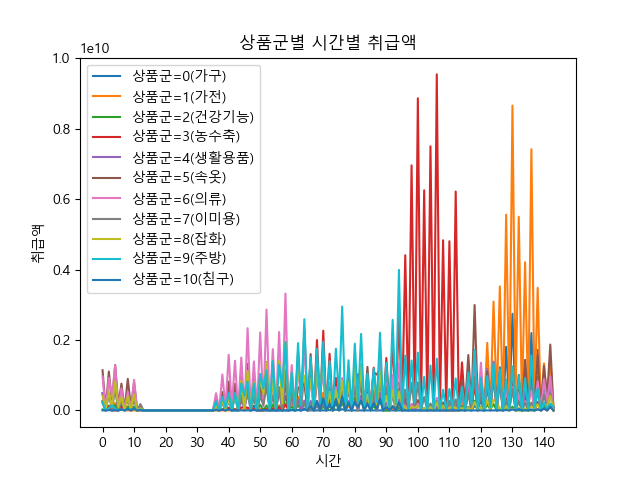 상품군별 시간별 취급액
1e10
1.0
0.8
0.6
0.4
0.2
0.0
취급액
상품군=0(가구)
상품군=1(가전)
상품군=2(건강기능)
상품군=3(농수축)
상품군=4(생활용품)
상품군=5(속옷)
상품군=6(의류)
상품군=7(이미용)
상품군=8(잡화)
상품군=9(주방)
상품군=10(침구)
0 10 20 30 40 50 60 70 80 90 100 110 120 130 140
시간